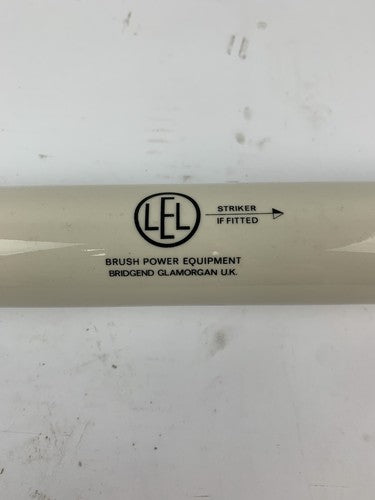 LEL
STRIKER
IF FITTED
BRUSH POWER EQUIPMENT
BRIDGEND GLAMORGAN U.K.